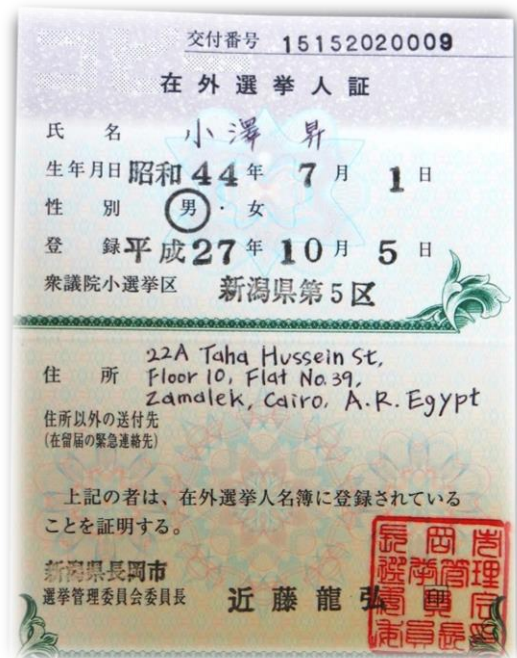 交付番号 15152020009
在外選挙人証
氏名 小澤 昇
生年月日 昭和44年 7月 1日
性別 男・女
登録 平成27年 10月 5日
衆議院小選挙区 新潟県第5区
住所 22A Taha Hussein St,
Floor 10, Flat No.39,
Zamalek, Cairo, A.R. Egypt
住所以外の送付先
(在留届の緊急連絡先)
上記の者は、在外選挙人名簿に登録されている
ことを証明する。
新潟県長岡市
選挙管理委員会委員長 近藤龍弘